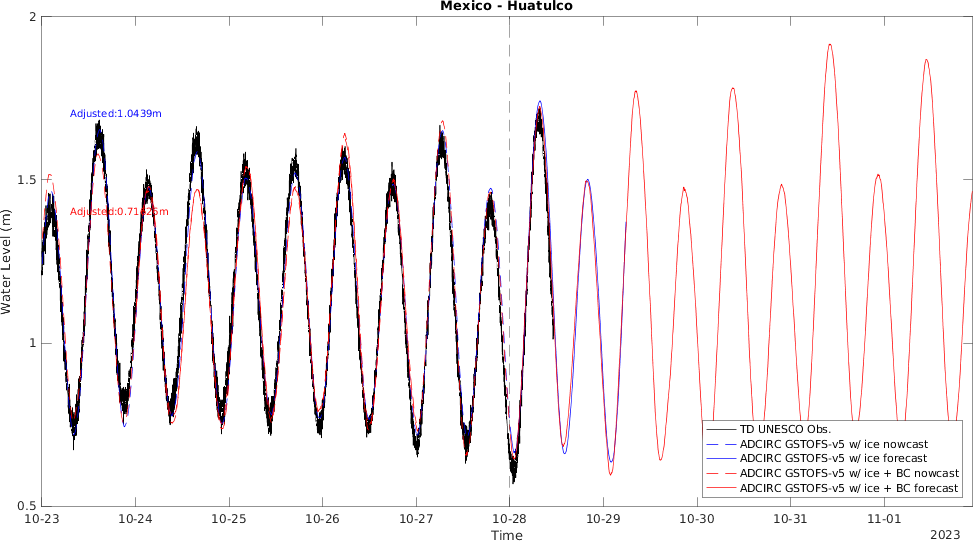 Mexico - Huatulco
2
1.5
1
0.5
Water Level (m)
Adjusted:1.0439m
10-23
10-24
10-25
10-26
10-27
10-28
10-29
10-30
10-31
11-01
Time
2023
TD UNESCO Obs.
ADCIRC GSTOFS-v5 w/ ice nowcast
ADCIRC GSTOFS-v5 w/ ice forecast
ADCIRC GSTOFS-v5 w/ ice + BC nowcast
ADCIRC GSTOFS-v5 w/ ice + BC forecast